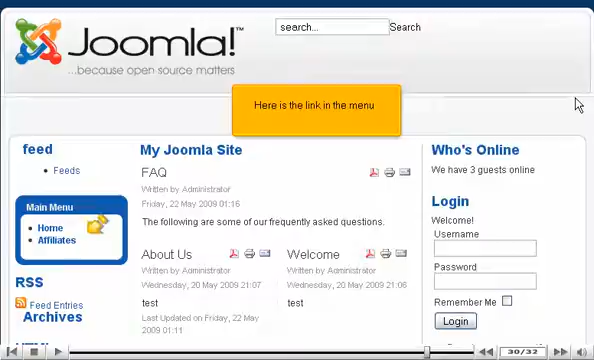 Joomla!™
...because open source matters
search... Search
Here is the link in the menu
feed
Feeds
Main Menu
Home
Affiliates
RSS
Feed Entries
Archives
My Joomla Site
FAQ
Written by Administrator
Friday, 22 May 2009 01:16
The following are some of our frequently asked questions.
About Us
Written by Administrator
Wednesday, 20 May 2009 21:07
test
Last Updated on Friday, 22 May
2009 01:11
Welcome
Written by Administrator
Wednesday, 20 May 2009 21:06
test
Who's Online
We have 3 guests online
Login
Welcome!
Username
Password
Remember Me
Login
30/32